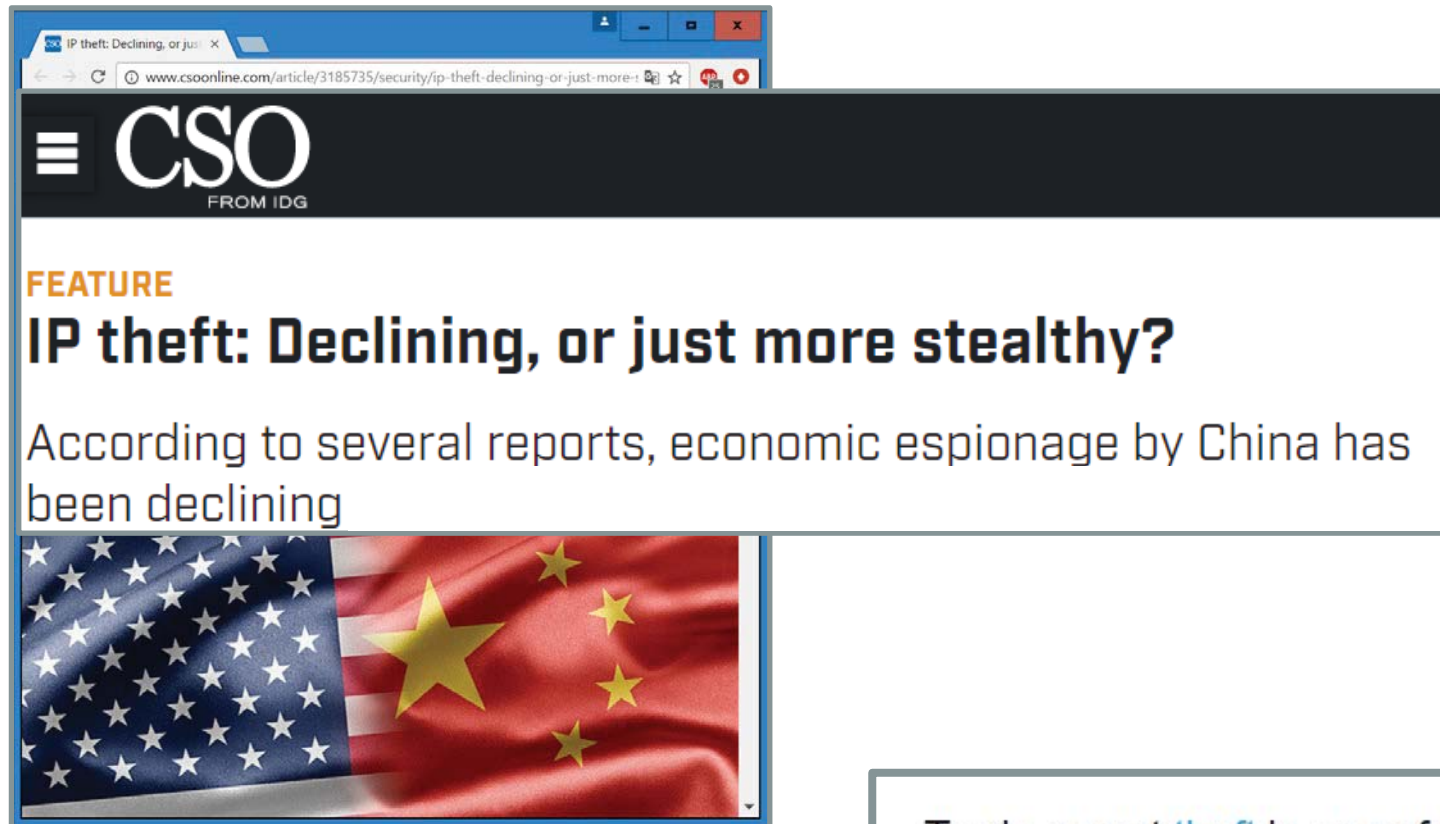 IP theft: Declining, or jus
www.csoonline.com/article/3185735/security/ip-theft-declining-or-just-more-s
CSO
FROM IDG
FEATURE
IP theft: Declining, or just more stealthy?
According to several reports, economic espionage by China has
been declining